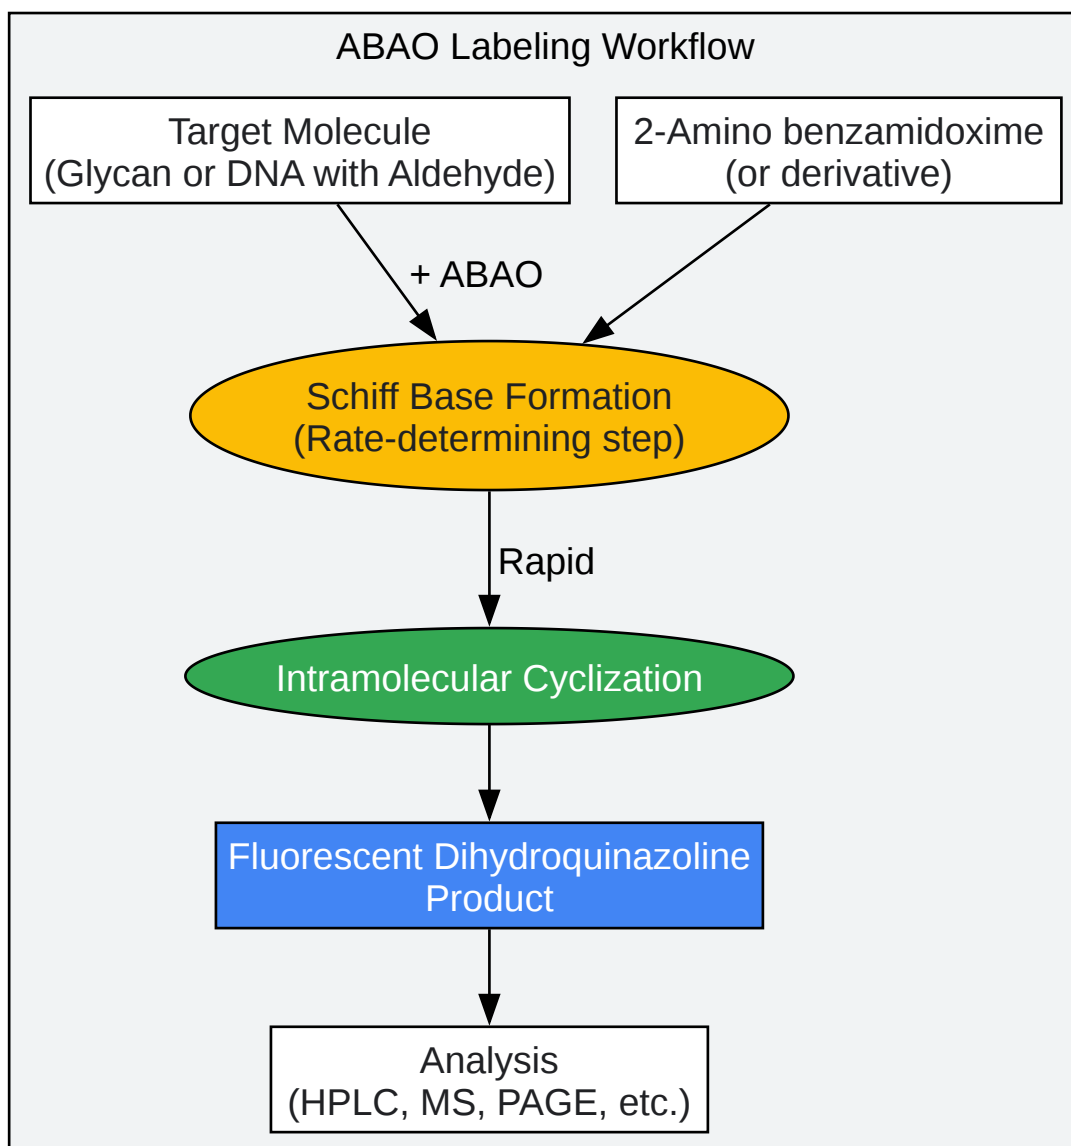 ABAO Labeling Workflow
Target Molecule
(Glycan or DNA with Aldehyde)
2-Amino benzamidoxime
(or derivative)
+ ABAO
Schiff Base Formation
(Rate-determining step)
Rapid
Intramolecular Cyclization
Fluorescent Dihydroquinazoline
Product
Analysis
(HPLC, MS, PAGE, etc.)